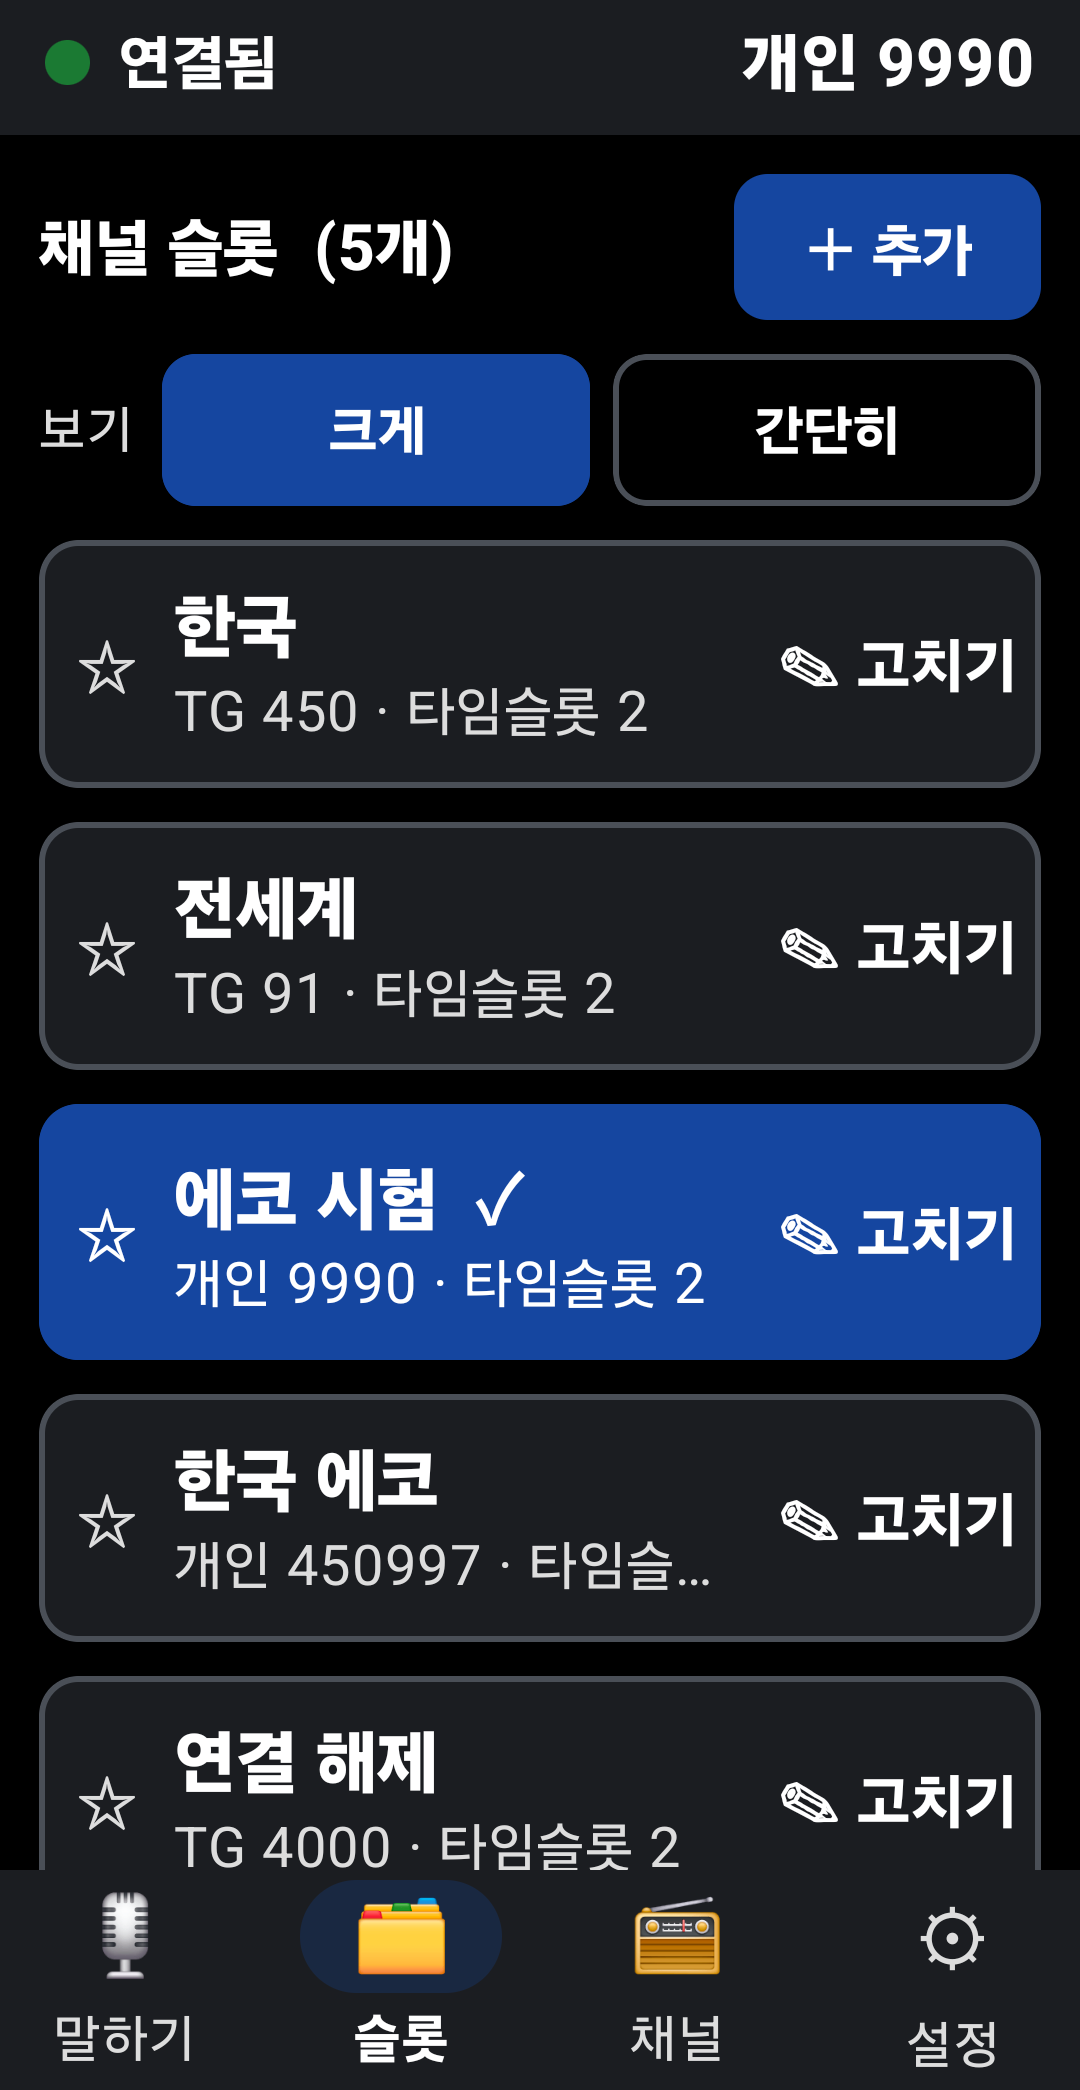 연결됨 개인 9990
채널 슬롯 (5개) + 추가
보기 크게 간단히
한국
TG 450 · 타임슬롯 2
✎ 고치기
전세계
TG 91 · 타임슬롯 2
✎ 고치기
에코 시험 ✓
개인 9990 · 타임슬롯 2
✎ 고치기
한국 에코
개인 450997 · 타임슬...
✎ 고치기
연결 해제
TG 4000 · 타임슬롯 2
✎ 고치기
말하기 슬롯 채널 설정